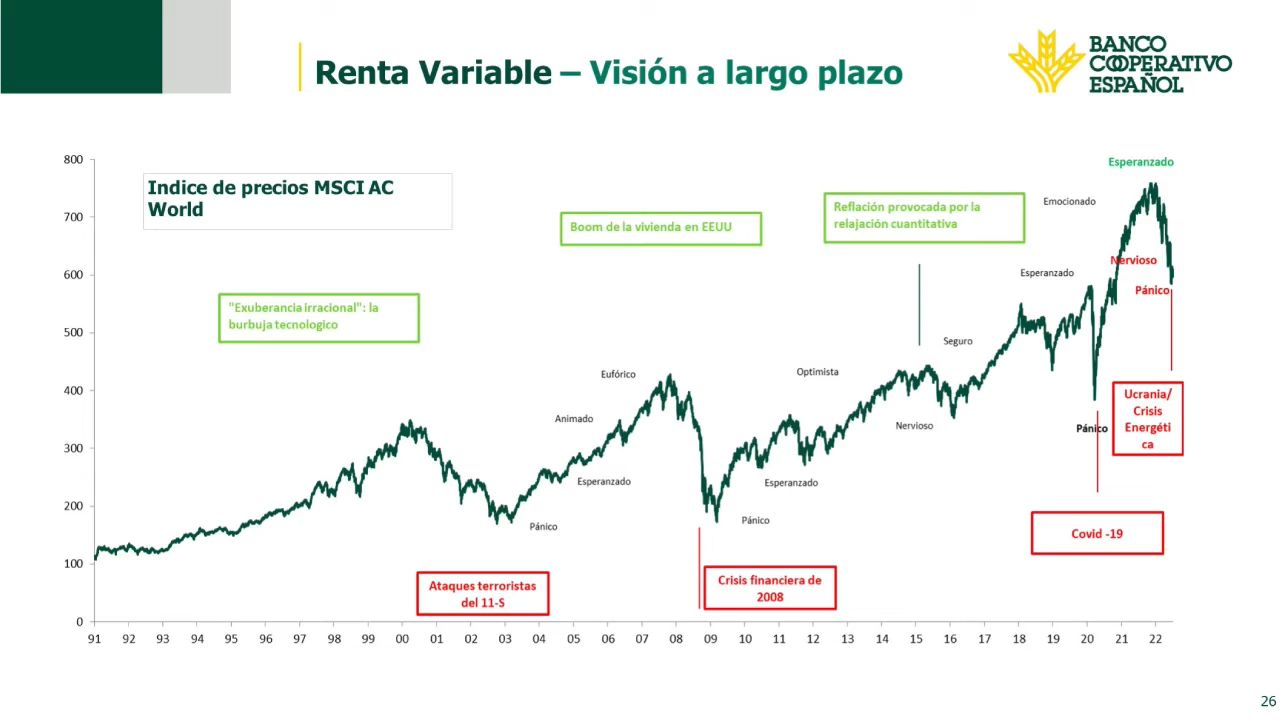 Renta Variable – Visión a largo plazo
BANCO
COOPERATIVO
ESPAÑOL
Indice de precios MSCI AC
World
800
700
600
500
400
300
200
100
0
"Exuberancia irracional": la
burbuja tecnologico
Boom de la vivienda en EEUU
Reflación provocada por la
relajación cuantitativa
Esperanzado
Emocionado
Nervioso
Pánico
Esperanzado
Seguro
Optimista
Nervioso
Eufórico
Animado
Esperanzado
Pánico
Esperanzado
Pánico
Pánico
Ucrania/
Crisis
Energéti
ca
Covid -19
Ataques terroristas
del 11-S
Crisis financiera de
2008
91 92 93 94 95 96 97 98 99 00 01 02 03 04 05 06 07 08 09 10 11 12 13 14 15 16 17 18 19 20 21 22
26